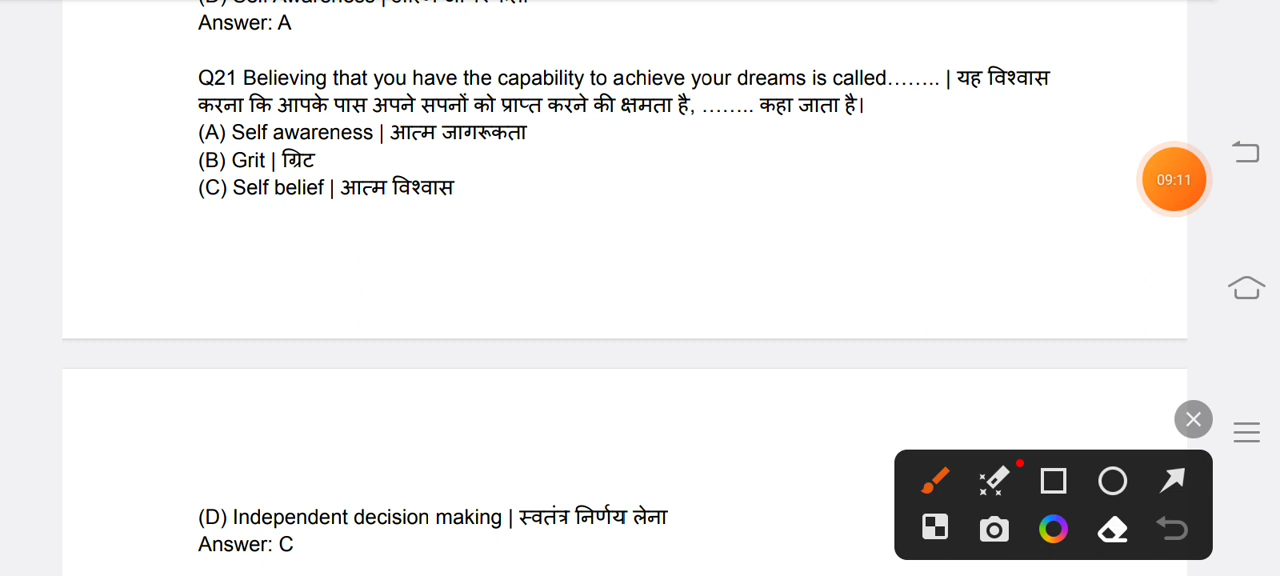 Answer: A
Q21 Believing that you have the capability to achieve your dreams is called........ | यह विश्वास
करना कि आपके पास अपने सपनों को प्राप्त करने की क्षमता है, ........ कहा जाता है।
(A) Self awareness | आत्म जागरूकता
(B) Grit | ग्रिट
(C) Self belief | आत्म विश्वास
09:11
(D) Independent decision making | स्वतंत्र निर्णय लेना
Answer: C